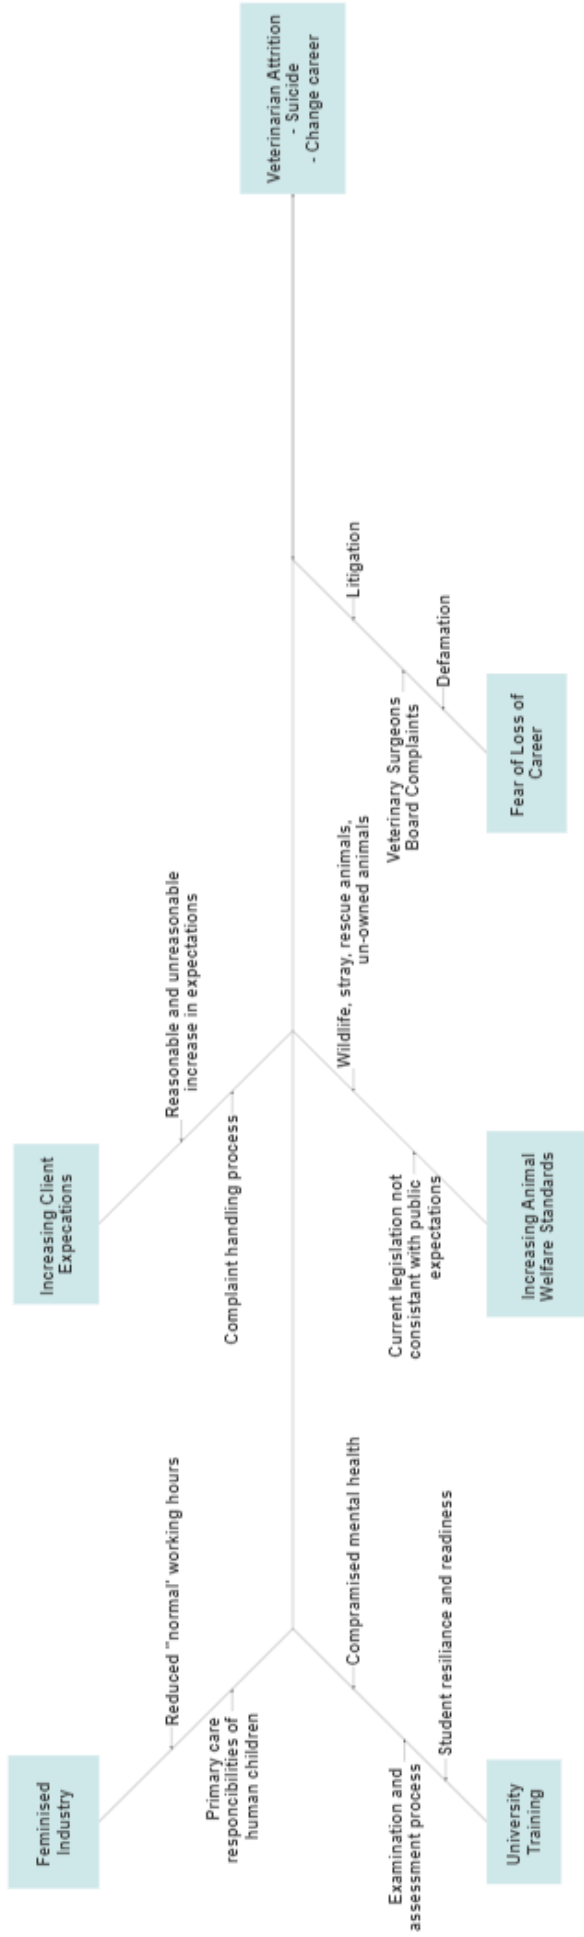 Feminised
Industry
Reduced "normal' working hours
Primary care
responcibilities of
human children
Increasing Client
Expecations
Reasonable and unreasonable
increase in expectations
Complaint handling process
Veterinarian Attrition
- Suicide
- Change career
Compramised mental health
Examination and
assessment process
Student resiliance and readiness
University
Training
Wildlife, stray, rescue animals,
un-owned animals
Current legislation not
consistant with public
expectations
Increasing Animal
Welfare Standards
Litigation
Veterinary Surgeons
Board Complaints
Defamation
Fear of Loss of
Career